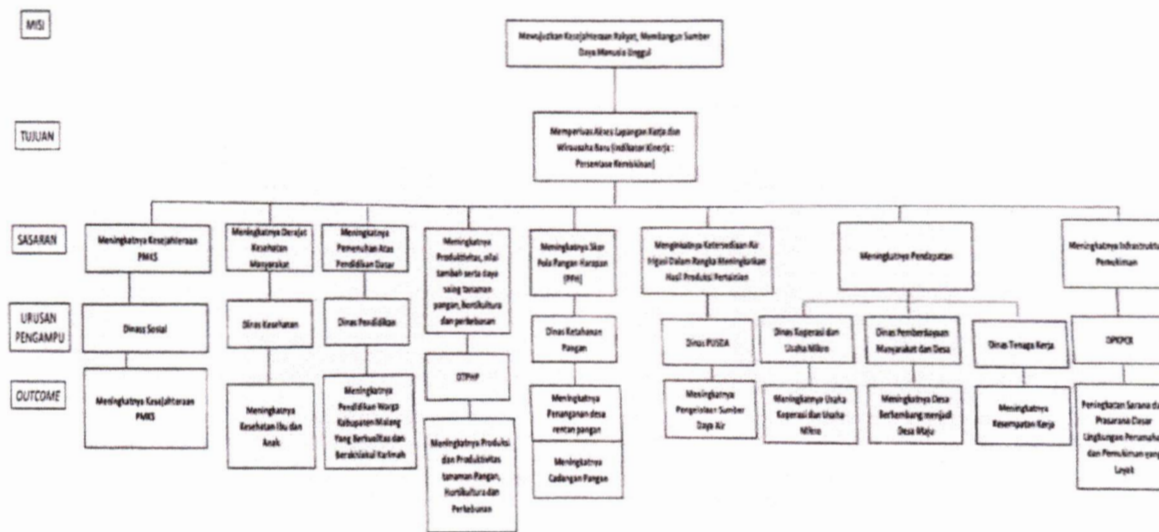 MISI
Mewujudkan Kesejahteraan Rakyat, Membangun Sumber
Daya Manusia Unggul
TUJUAN
Memperluas Akses Lapangan Kerja dan
Wirausaha Baru (Indikator Kinerja :
Persentase Kemiskinan)
SASARAN
Meningkatnya Kesejahteraan
PMKS
Meningkatnya Derajat
Kesehatan
Masyarakat
Meningkatnya
Pemenuhan Atas
Pendidikan Dasar
Meningkatnya
Produktivitas, nilai
tambah serta daya
saing tanaman
pangan, hortikultura
dan perkebunan
Meningkatnya Skor
Pola Pangan Harapan
(PPH)
Ketersediaan Air
Irigasi Dalam Rangka Meningkatkan
Hasil Produksi Pertanian
Meningkatnya Pendapatan
Meningkatnya Infrastruktu
Pemukiman
URUSAN
PENGAMPU
Dinass Sosial
Dinas Kesehatan
Dinas Pendidikan
DTPHP
Dinas Ketahanan
Pangan
Dinas PUSDA
Dinas Koperasi dan
Usaha Mikro
Dinas Pemberdayaan
Masyarakat dan Desa
Dinas Tenaga Kerja
DPKPCK
OUTCOME
Meningkatnya Kesejahteraan
PMKS
Meningkatnya
Kesehatan Ibu dan
Anak
Meningkatnya
Pendidikan Warga
Kabupaten Malang
Yang Berkualitas dan
Berakhlakul Karimah
Meningkatnya Produksi
dan Produktivitas
tanaman Pangan,
Hortikultura dan
Perkebunan
Meningkatnya
Penanganan desa
rentan pangan
Meningkatnya
Cadangan Pangan
Meningkatnya
Pengelolaan Sumber
Daya Air
Meningkatnya Usaha
Koperasi dan Usaha
Mikro
Meningkatnya Desa
Berkembang menjadi
Desa Maju
Meningkatnya
Kesempatan Kerja
Peningkatan Sarana da
Prasarana Dasar
Lingkungan Perumaha
dan Pemukiman yang
Layak